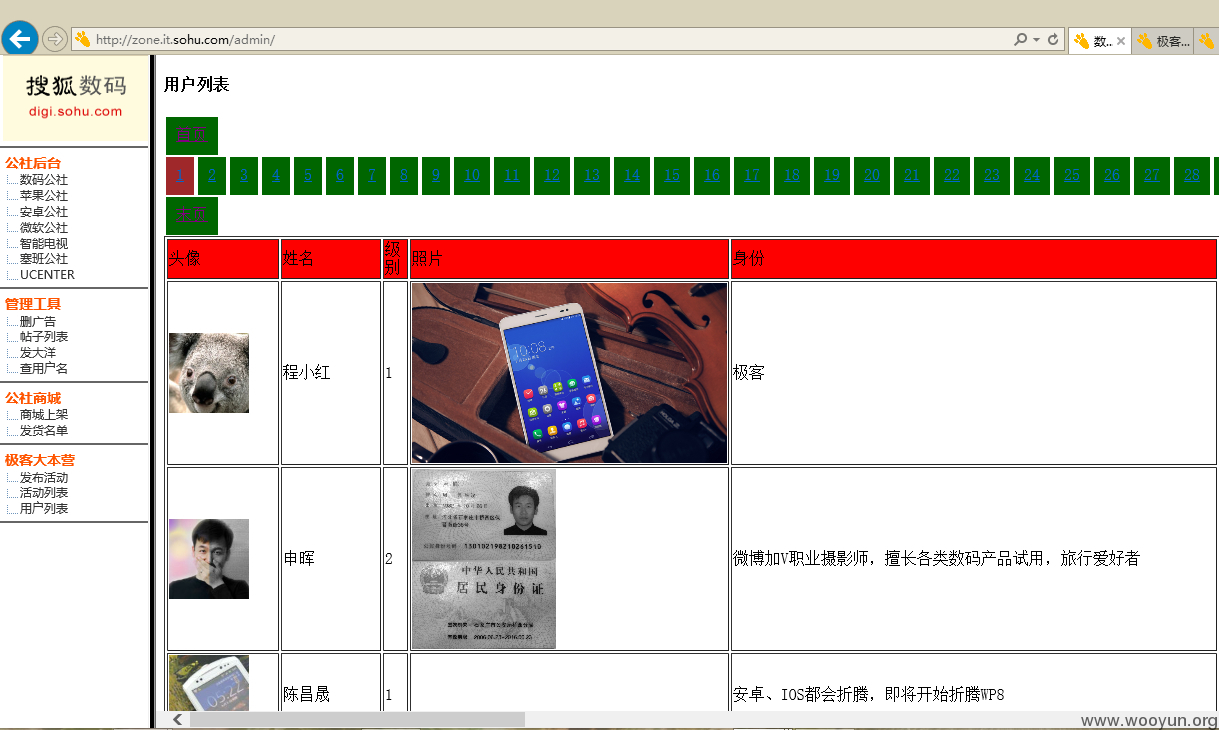 http://zone.it.sohu.com/admin/
数...
极客...
搜狐数码
digi.sohu.com
公社后台
数码公社
苹果公社
安卓公社
微软公社
智能电视
塞班公社
UCENTER
管理工具
删广告
帖子列表
发大洋
查用户名
公社商城
商城上架
发货名单
极客大本营
发布活动
活动列表
用户列表
用户列表
首页
1 2 3 4 5 6 7 8 9 10 11 12 13 14 15 16 17 18 19 20 21 22 23 24 25 26 27 28
末页
头像 姓名 级别 照片 身份
程小红 1 极客
10:08
申晖 2 微博加V职业摄影师，擅长各类数码产品试用，旅行爱好者
中华人民共和国
居民身份证
陈昌晟 1 安卓、IOS都会折腾，即将开始折腾WP8
05:22
www.wooyun.org